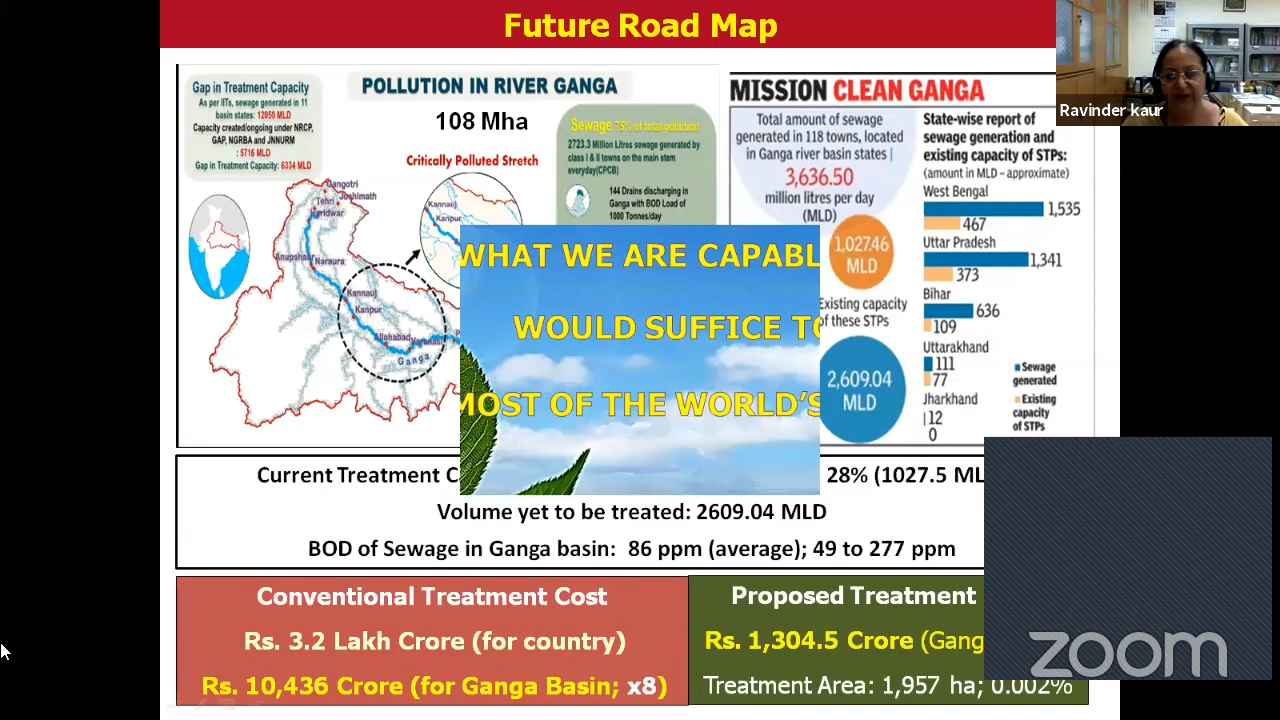 Future Road Map
Ravinder kaur
Gap in Treatment Capacity
As per IITs, sewage generated in 11
basin states: 12050 MLD
Capacity created/ongoing under NRCP,
GAP, NGRBA and JNNURM
: 5716 MLD
Gap in Treatment Capacity: 6334 MLD
POLLUTION IN RIVER GANGA
108 Mha
Critically Polluted Stretch
Sewage 75% of total pollution
2723.3 Million Litres sewage generated by
class I & II towns on the main stem
everyday(CPCB)
144 Drains discharging in
Ganga with BOD Load of
1000 Tonnes/day
Gangotri
Joshimath
Tehri
Haridwar
Anupshahr
Naraura
Kannauj
Kanpur
Kannauj
Kanpur
Allahabad
Varanasi
Ganga
MISSION CLEAN GANGA
Total amount of sewage
generated in 118 towns, located
in Ganga river basin states
3,636.50
million litres per day
(MLD)
1,027.46
MLD
Existing capacity
of these STPs
2,609.04
MLD
State-wise report of
sewage generation and
existing capacity of STPs:
(amount in MLD – approximate)
West Bengal
1,535
467
Uttar Pradesh
1,341
373
Bihar
636
109
Uttarakhand
111
77
Jharkhand
12
0
Sewage
generated
Existing
capacity
of STPs
WHAT WE ARE CAPABL
WOULD SUFFICE TO
MOST OF THE WORLD'S
Current Treatment C
28% (1027.5 ML
Volume yet to be treated: 2609.04 MLD
BOD of Sewage in Ganga basin: 86 ppm (average); 49 to 277 ppm
Conventional Treatment Cost
Rs. 3.2 Lakh Crore (for country)
Rs. 10,436 Crore (for Ganga Basin; x8)
Proposed Treatment
Rs. 1,304.5 Crore (Gang
Treatment Area: 1,957 ha; 0.002%
zoom